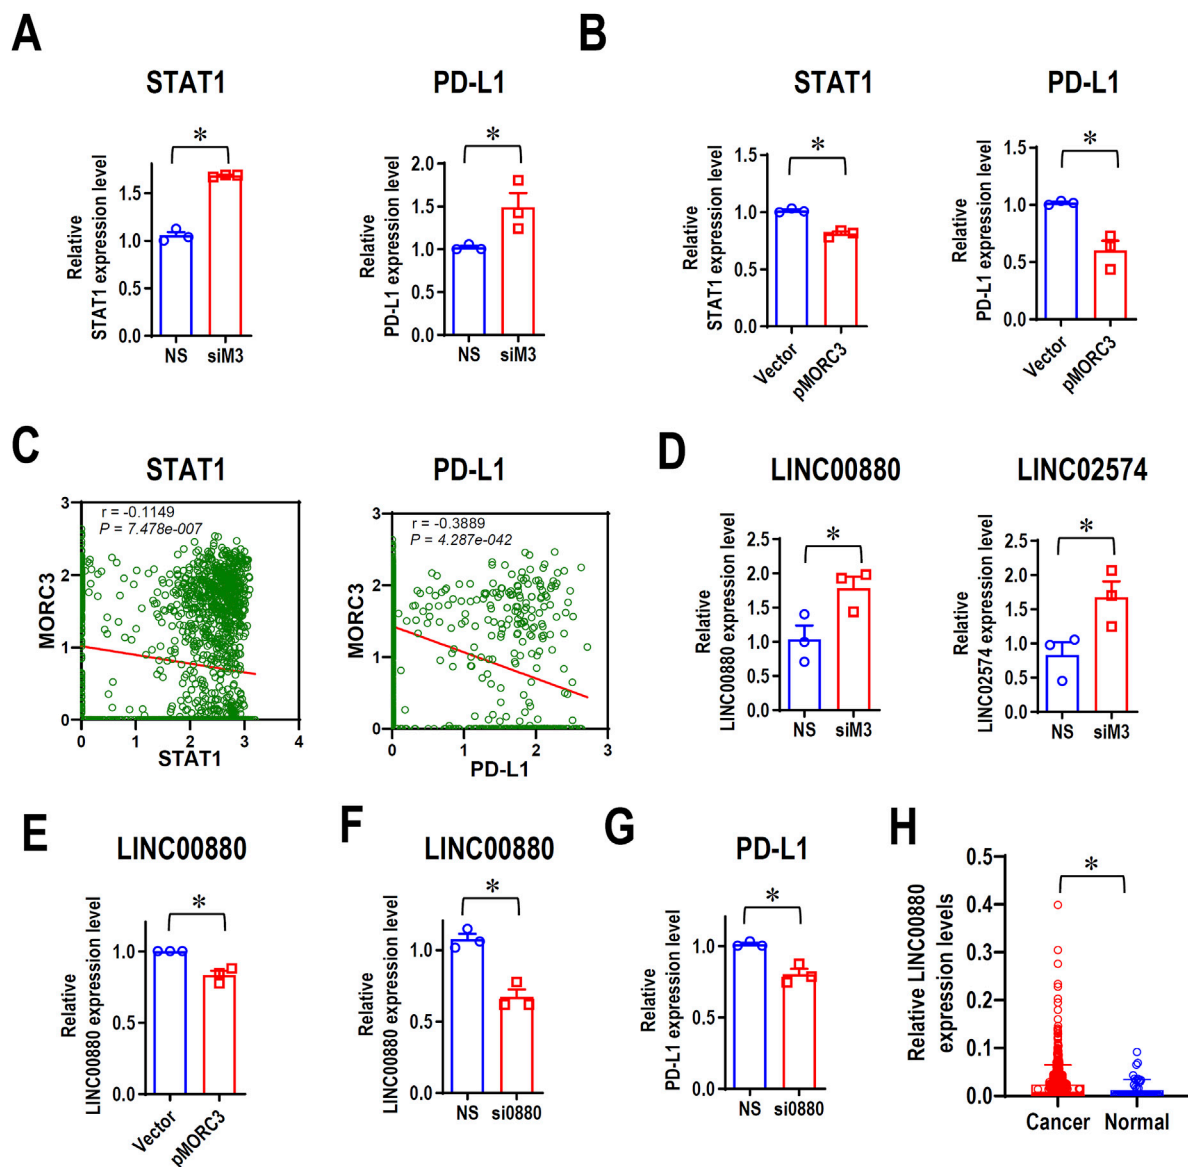 A
STAT1
Relative
STAT1 expression level
1.5
1.0
1.5
0.0
*
NS
siM3
PD-L1
Relative
PD-L1 expression level
2.0
1.5
1.0
1.5
0.0
*
NS
siM3
B
STAT1
Relative
STAT1 expression level
1.5
1.0
0.5
0.0
*
Vector
pMORC3
PD-L1
Relative
PD-L1 expression level
1.5
1.0
0.5
0.0
*
Vector
pMORC3
C
STAT1
r = -0.1149
P = 7.478e-007
MORC3
3
2
1
0
0 1 2 3 4
STAT1
PD-L1
r = -0.3889
P = 4.287e-042
MORC3
3
2
1
0
0 1 2 3
PD-L1
D
LINC00880
Relative
LINC00880 expression level
2.5
2.0
1.5
1.0
0.5
0.0
*
NS
siM3
LINC02574
Relative
LINC02574 expression level
2.5
2.0
1.5
1.0
0.5
0.0
*
NS
siM3
E
LINC00880
Relative
LINC00880 expression level
1.0
0.5
0.0
*
Vector
pMORC3
F
LINC00880
Relative
LINC00880 expression level
1.0
0.5
0.0
*
NS
si0880
G
PD-L1
Relative
PD-L1 expression level
1.0
0.5
0.0
*
NS
si0880
H
Relative LINC00880
expression levels
0.5
0.4
0.3
0.2
0.1
0.0
*
Cancer
Normal